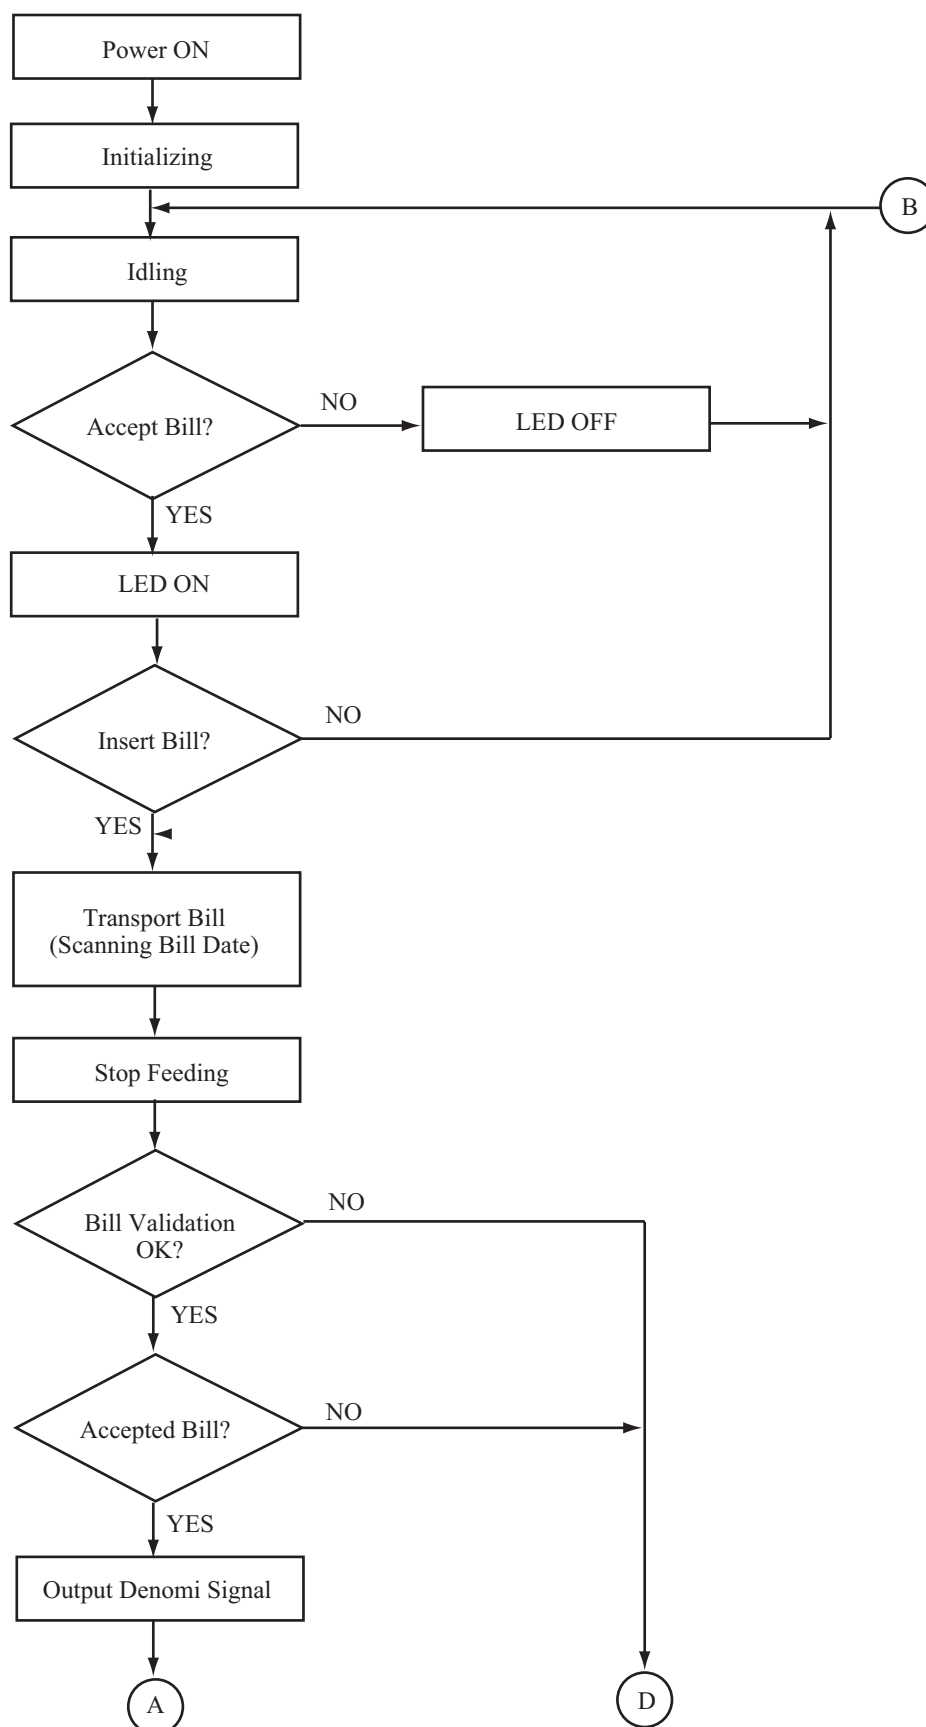 Power ON
Initializing
B
Idling
Accept Bill?
NO
LED OFF
YES
LED ON
Insert Bill?
NO
YES
Transport Bill
(Scanning Bill Date)
Stop Feeding
Bill Validation
OK?
NO
YES
Accepted Bill?
NO
YES
Output Denomi Signal
A
D